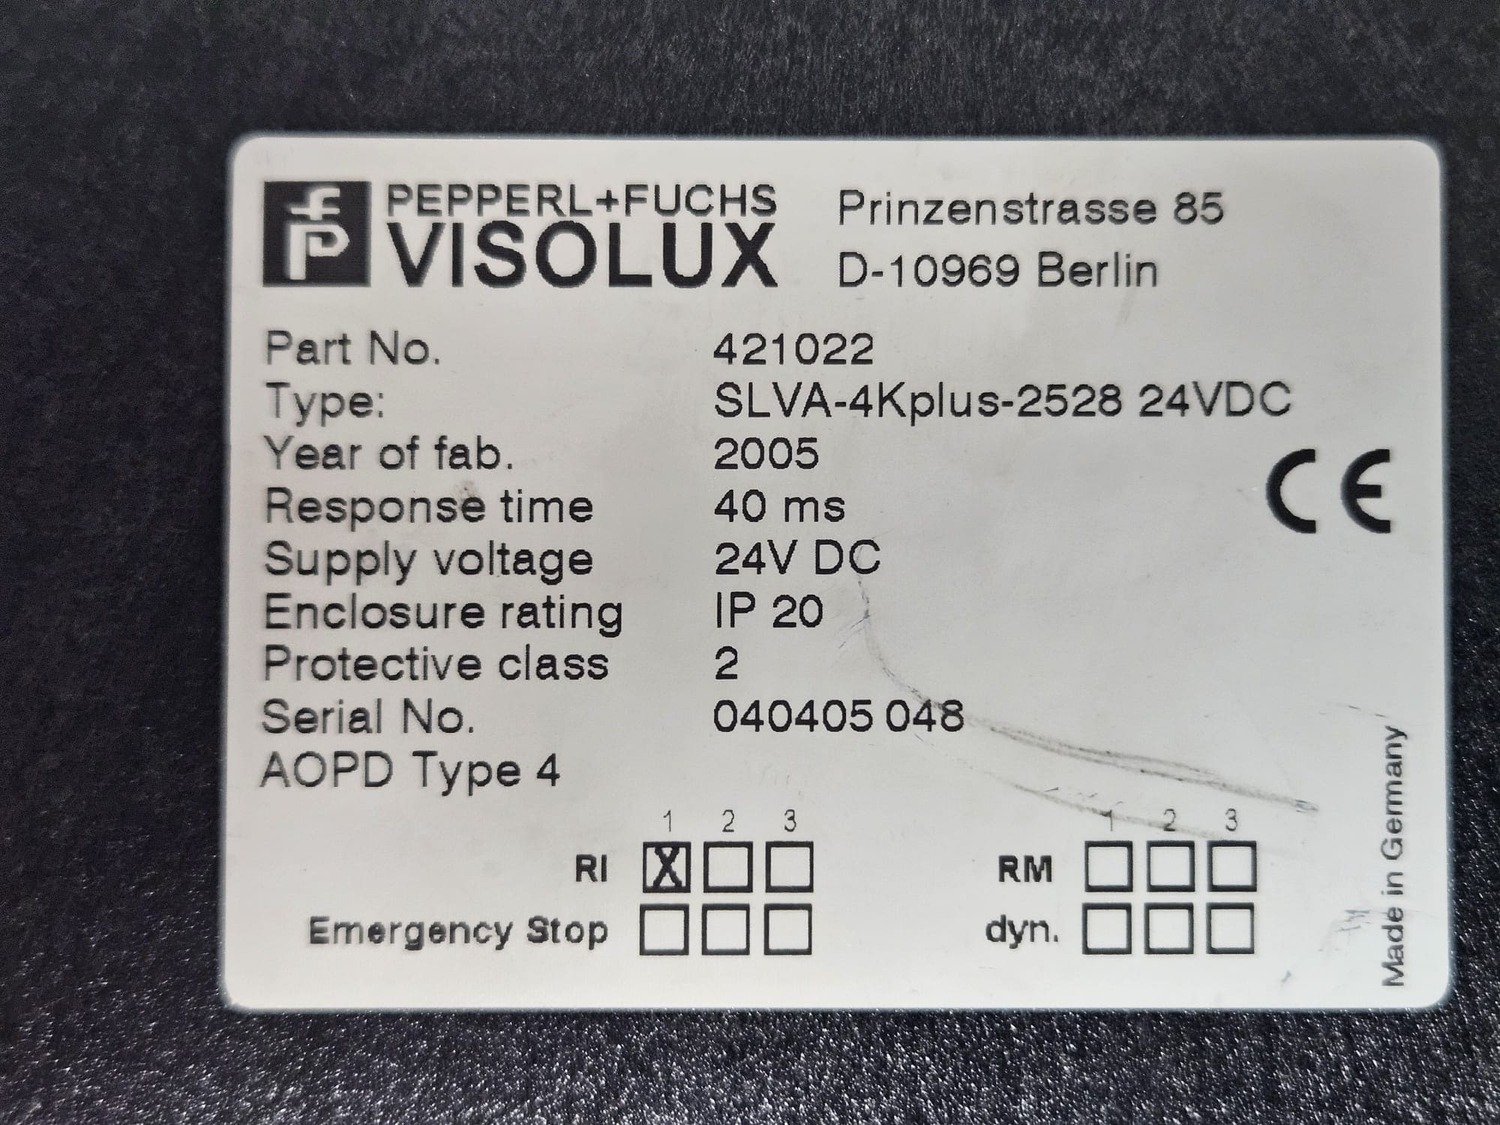 PEPPERL+FUCHS
VISOLUX
Prinzenstrasse 85
D-10969 Berlin
Part No. 421022
Type: SLVA-4Kplus-2528 24VDC
Year of fab. 2005
Response time 40 ms
Supply voltage 24V DC
Enclosure rating IP 20
Protective class 2
Serial No. 040405 048
AOPD Type 4
CE
1 2 3 1 2 3
RI X RM
Emergency Stop dyn.
Made in Germany